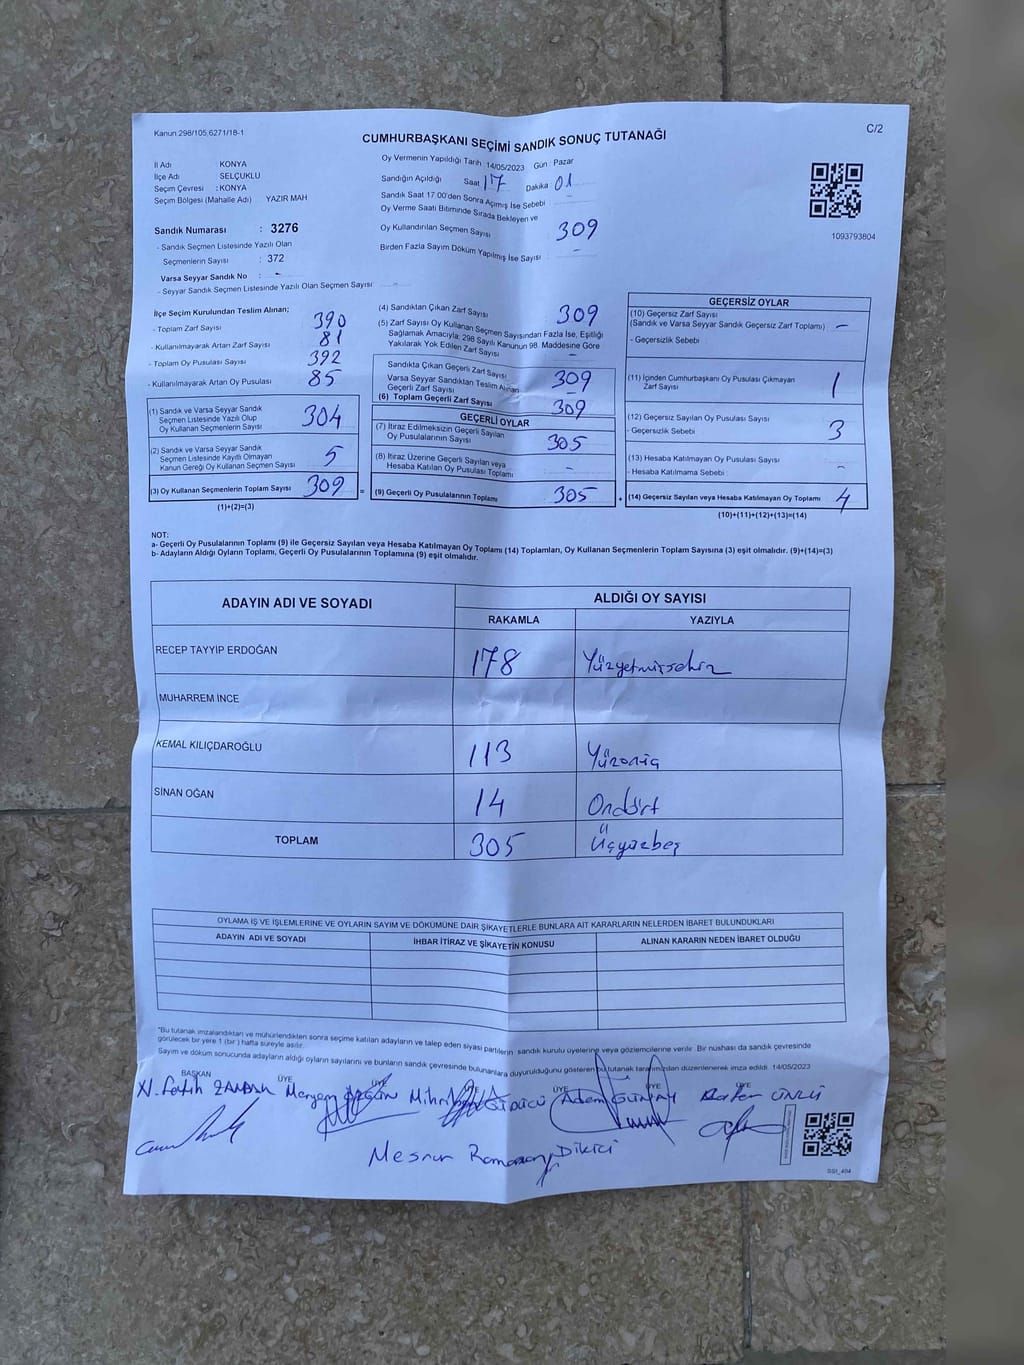 Kanun 298/105,6271/18-1
CUMHURBAŞKANI SEÇİMİ SANDIK SONUÇ TUTANAĞI
C/2
İl Adı KONYA
İlçe Adı SELÇUKLU
Seçim Çevresi : KONYA
Seçim Bölgesi (Mahalle Adı) YAZIR MAH
Sandık Numarası : 3276
- Sandık Seçmen Listesinde Yazılı Olan
Seçmenlerin Sayısı : 372
Varsa Seyyar Sandık No : -
- Seyyar Sandık Seçmen Listesinde Yazılı Olan Seçmen Sayısı:
Oy Vermenin Yapıldığı Tarih 14/05/2023 Gün Pazar
Sandığın Açıldığı Saat 17 Dakika 01
Sandık Saat 17.00'den Sonra Açılmış İse Sebebi : -
Oy Verme Saati Bitiminde Sırada Bekleyen ve
Oy Kullandırılan Seçmen Sayısı 309
Birden Fazla Sayım Döküm Yapılmış İse Sayısı : -
1093793804
İlçe Seçim Kurulundan Teslim Alınan;
- Toplam Zarf Sayısı 390
- Kullanılmayarak Artan Zarf Sayısı 81
- Toplam Oy Pusulası Sayısı 392
- Kullanılmayarak Artan Oy Pusulası 85
(1) Sandık ve Varsa Seyyar Sandık
Seçmen Listesinde Yazılı Olup
Oy Kullanan Seçmenlerin Sayısı 304
(2) Sandık ve Varsa Seyyar Sandık
Seçmen Listesinde Kayıtlı Olmayan
Kanun Gereği Oy Kullanan Seçmen Sayısı 5
(3) Oy Kullanan Seçmenlerin Toplam Sayısı 309 =
(1)+(2)=(3)
(4) Sandıktan Çıkan Zarf Sayısı 309
(5) Zarf Sayısı Oy Kullanan Seçmen Sayısından Fazla İse, Eşitliği
Sağlamak Amacıyla; 298 Sayılı Kanunun 98. Maddesine Göre
Yakılarak Yok Edilen Zarf Sayısı -
Sandıkta Çıkan Geçerli Zarf Sayısı 309
Varsa Seyyar Sandıktan Teslim Alınan
Geçerli Zarf Sayısı
(6) Toplam Geçerli Zarf Sayısı 309
GEÇERLİ OYLAR
(7) İtiraz Edilmeksizin Geçerli Sayılan
Oy Pusulalarının Sayısı 305
(8) İtiraz Üzerine Geçerli Sayılan veya
Hesaba Katılan Oy Pusulası Toplamı -
(9) Geçerli Oy Pusulalarının Toplamı 305 +
GEÇERSİZ OYLAR
(10) Geçersiz Zarf Sayısı
(Sandık ve Varsa Seyyar Sandık Geçersiz Zarf Toplamı) : -
- Geçersizlik Sebebi :
(11) İçinden Cumhurbaşkanı Oy Pusulası Çıkmayan
Zarf Sayısı 1
(12) Geçersiz Sayılan Oy Pusulası Sayısı 3
- Geçersizlik Sebebi :
(13) Hesaba Katılmayan Oy Pusulası Sayısı -
- Hesaba Katılmama Sebebi :
(14) Geçersiz Sayılan veya Hesaba Katılmayan Oy Toplamı 4
(10)+(11)+(12)+(13)=(14)
NOT:
a- Geçerli Oy Pusulalarının Toplamı (9) ile Geçersiz Sayılan veya Hesaba Katılmayan Oy Toplamı (14) Toplamları, Oy Kullanan Seçmenlerin Toplam Sayısına (3) eşit olmalıdır. (9)+(14)=(3)
b- Adayların Aldığı Oyların Toplamı, Geçerli Oy Pusulalarının Toplamına (9) eşit olmalıdır.
ADAYIN ADI VE SOYADI ALDIĞI OY SAYISI
RAKAMLA YAZIYLA
RECEP TAYYİP ERDOĞAN 178 Yüzyetmişsekiz
MUHARREM İNCE
KEMAL KILIÇDAROĞLU 113 Yüzonüç
SİNAN OĞAN 14 Ondört
TOPLAM 305 Üçyüzbeş
OYLAMA İŞ VE İŞLEMLERİNE VE OYLARIN SAYIM VE DÖKÜMÜNE DAİR ŞİKAYETLERLE BUNLARA AİT KARARLARIN NELERDEN İBARET BULUNDUKLARI
ADAYIN ADI VE SOYADI İHBAR İTİRAZ VE ŞİKAYETİN KONUSU ALINAN KARARIN NEDEN İBARET OLDUĞU
"Bu tutanak imzalandıktan ve mühürlendikten sonra seçime katılan adayların ve talep eden siyasi partilerin sandık kurulu üyelerine veya gözlemcilerine verilir. Bir nüshası da sandık çevresinde
görülecek bir yere 1 (bir ) hafta süreyle asılır.
Sayım ve döküm sonucunda adayların aldığı oyların sayılarını ve bunların sandık çevresinde bulunanlara duyurulduğunu gösteren bu tutanak tarafımızdan düzenlenerek imza edildi. 14/05/2023
BAŞKAN ÜYE ÜYE ÜYE ÜYE ÜYE ÜYE
Fatih Meryem Adem GÜNAY ÜNLÜ
Ramazan Dikici
SSI_404